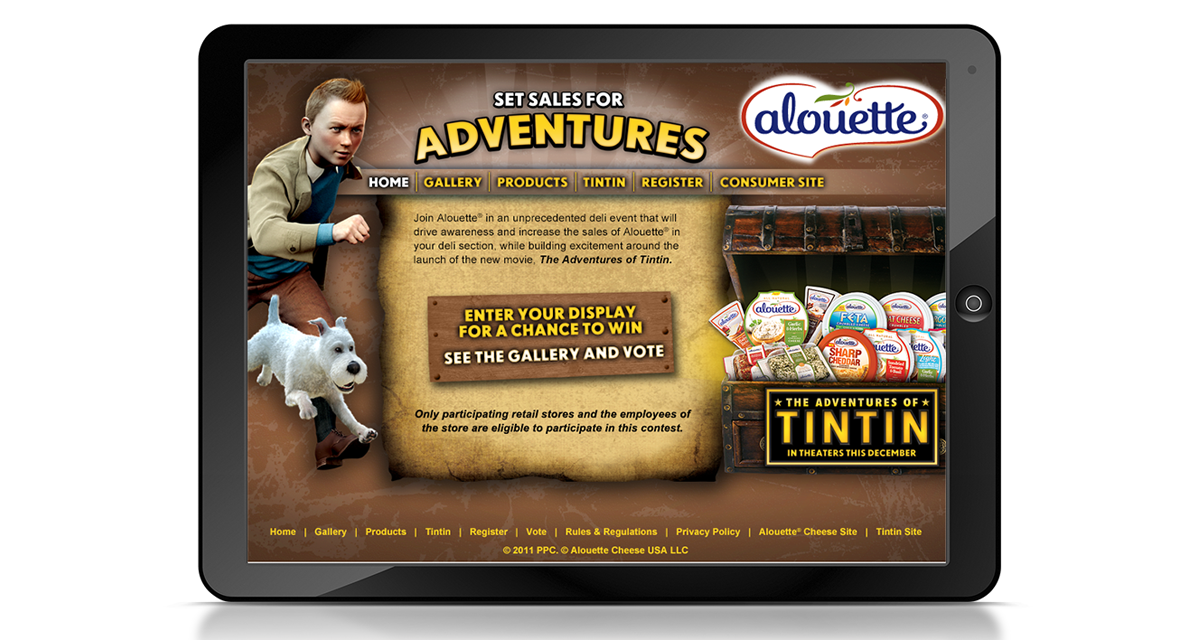 SET SALES FOR
ADVENTURES
alouette®
HOME | GALLERY | PRODUCTS | TINTIN | REGISTER | CONSUMER SITE
Join Alouette® in an unprecedented deli event that will
drive awareness and increase the sales of Alouette® in
your deli section, while building excitement around the
launch of the new movie, The Adventures of Tintin.
ENTER YOUR DISPLAY
FOR A CHANCE TO WIN
SEE THE GALLERY AND VOTE
Only participating retail stores and the employees of
the store are eligible to participate in this contest.
alouette
FETA
SHARP
CHEDDAR
Light
THE ADVENTURES OF
TINTIN
IN THEATERS THIS DECEMBER
Home | Gallery | Products | Tintin | Register | Vote | Rules & Regulations | Privacy Policy | Alouette® Cheese Site | Tintin Site
© 2011 PPC. © Alouette Cheese USA LLC